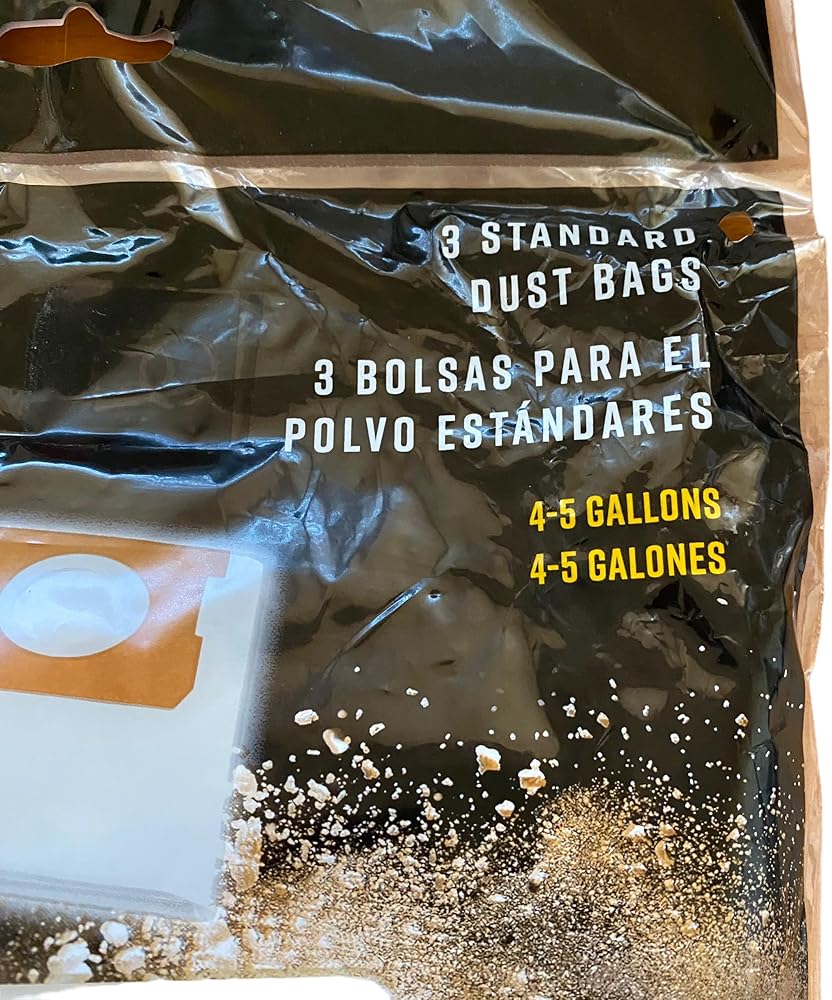 3 STANDARD
DUST BAGS
3 BOLSAS PARA EL
POLVO ESTÁNDARES
4-5 GALLONS
4-5 GALONES